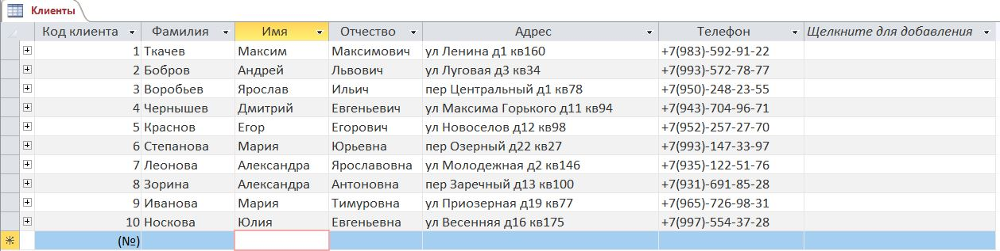 Клиенты
Код клиента Фамилия Имя Отчество Адрес Телефон Щелкните для добавления
1 Ткачев Максим Максимович ул Ленина д1 кв160 +7(983)-592-91-22
2 Бобров Андрей Львович ул Луговая д3 кв34 +7(993)-572-78-77
3 Воробьев Ярослав Ильич пер Центральный д1 кв78 +7(950)-248-23-55
4 Чернышев Дмитрий Евгеньевич ул Максима Горького д11 кв94 +7(943)-704-96-71
5 Краснов Егор Егорович ул Новоселов д12 кв98 +7(952)-257-27-70
6 Степанова Мария Юрьевна пер Озерный д22 кв27 +7(993)-147-33-97
7 Леонова Александра Ярославовна ул Молодежная д2 кв146 +7(935)-122-51-76
8 Зорина Александра Антоновна пер Заречный д13 кв100 +7(931)-691-85-28
9 Иванова Мария Тимуровна ул Приозерная д19 кв77 +7(965)-726-98-31
10 Носкова Юлия Евгеньевна ул Весенняя д16 кв175 +7(997)-554-37-28
(№)